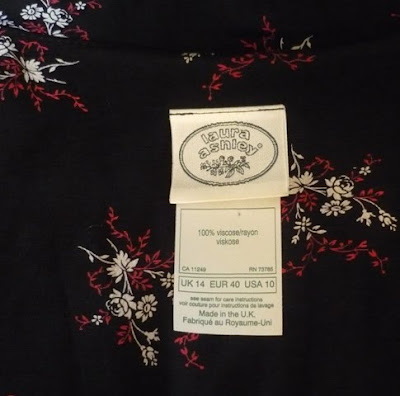 laura
ashley®
100% viscose/rayon
viskose
CA 11249 RN 73785
UK 14 EUR 40 USA 10
see seam for care instructions
voir couture pour instructions de lavage
Made in the U.K.
Fabriqué au Royaume-Uni